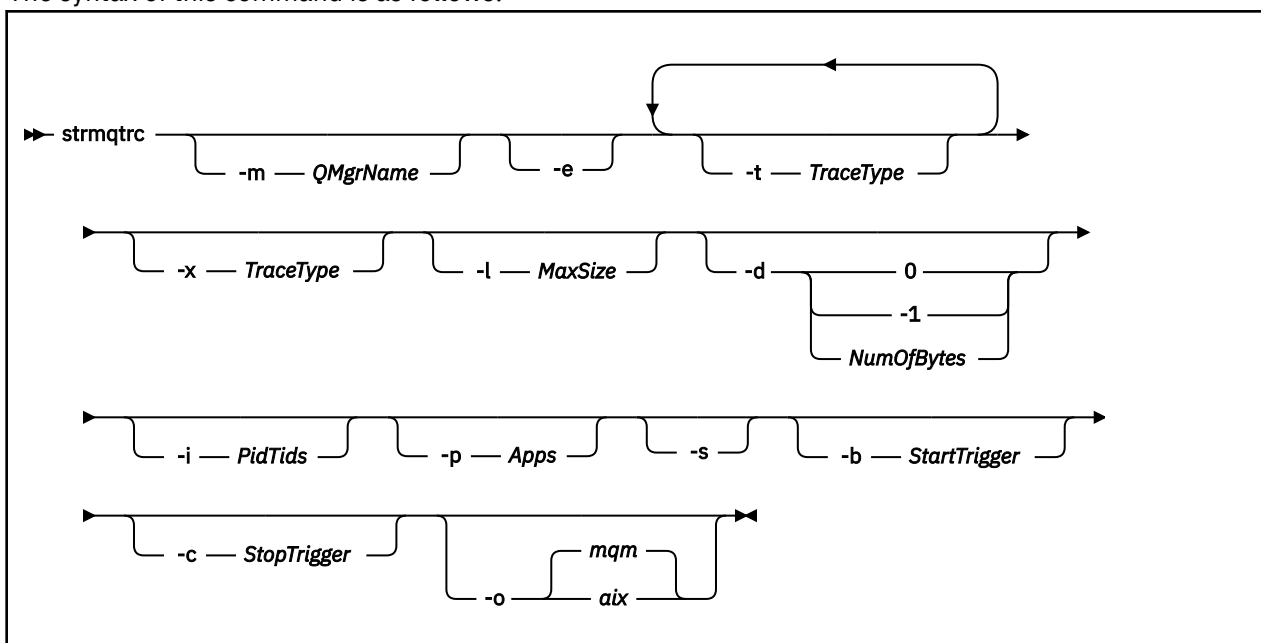 The syntax of this command is as follows:
strmqtrc -m QMgrName -e -t TraceType
-x TraceType -l MaxSize -d 0
-1
NumOfBytes
-i PidTids -p Apps -s -b StartTrigger
-c StopTrigger mqm
-o aix